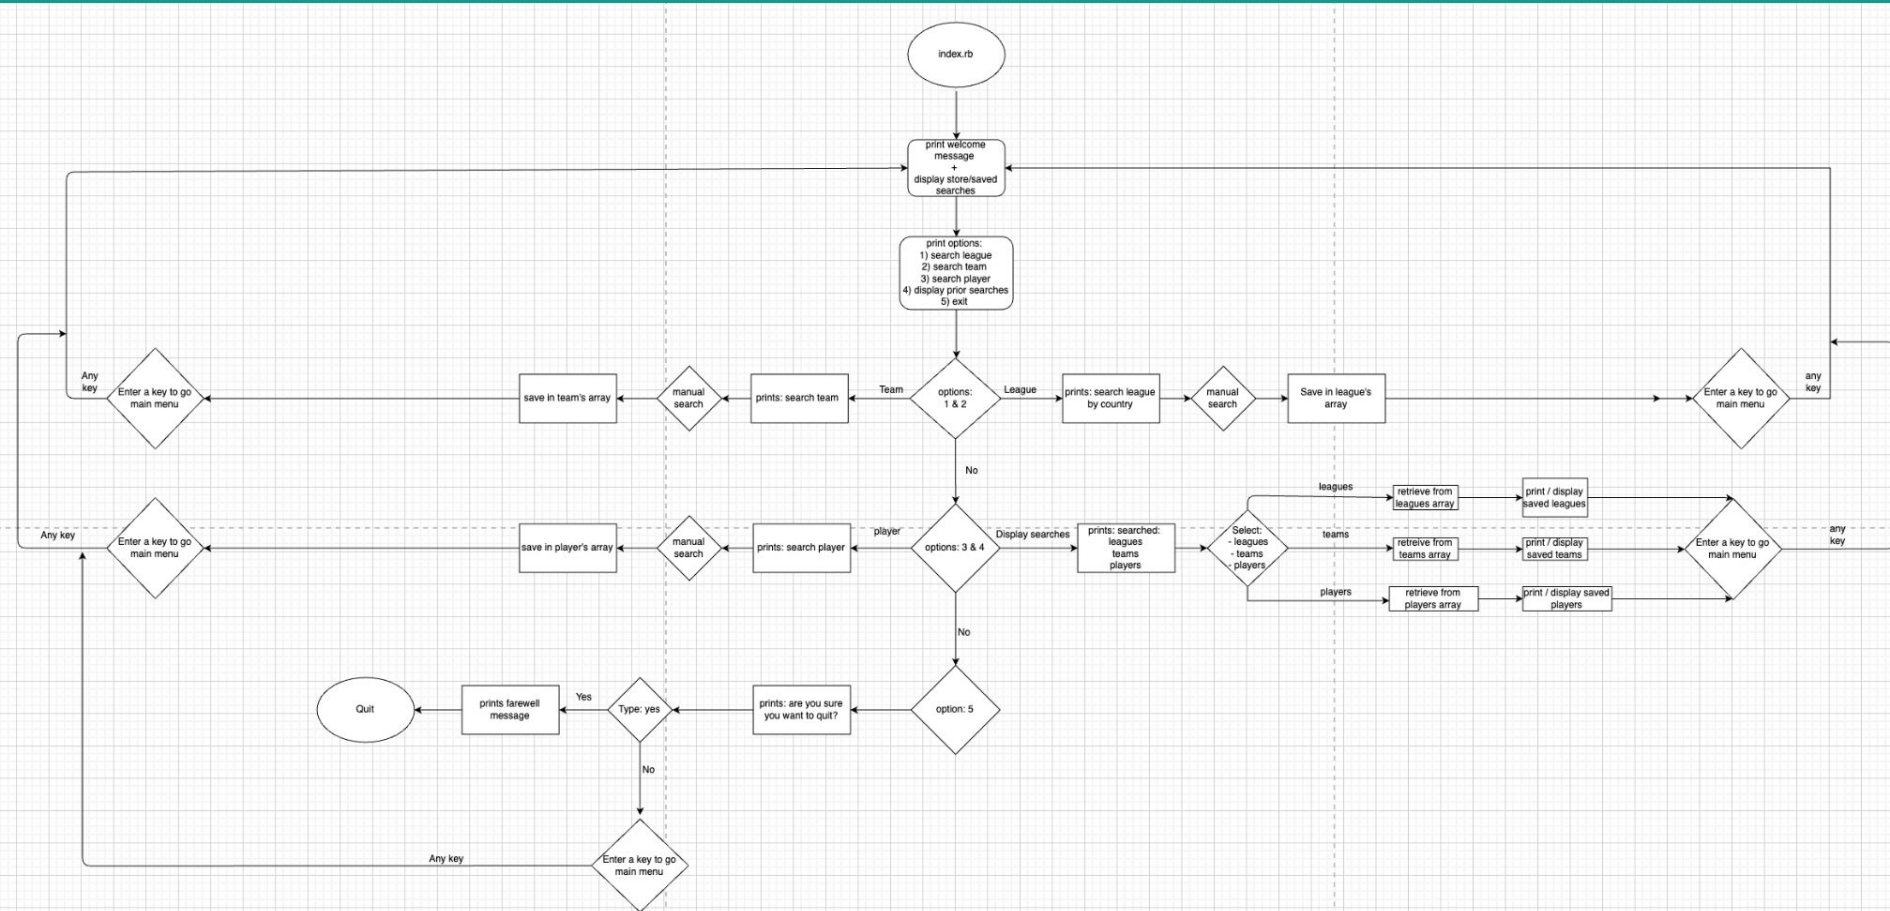 index.rb
print welcome
message
+
display store/saved
searches
print options:
1) search league
2) search team
3) search player
4) display prior searches
5) exit
Any
key
Enter a key to go
main menu
save in team's array
manual
search
prints: search team
Team
options:
1 & 2
League
prints: search league
by country
manual
search
Save in league's
array
Enter a key to go
main menu
any
key
No
Any key
Enter a key to go
main menu
save in player's array
manual
search
prints: search player
player
options: 3 & 4
Display searches
prints: searched:
leagues
teams
players
Select:
- leagues
- teams
- players
leagues
retrieve from
leagues array
print / display
saved leagues
teams
retreive from
teams array
print / display
saved teams
players
retrieve from
players array
print / display saved
players
Enter a key to go
main menu
any
key
No
Quit
prints farewell
message
Yes
Type: yes
prints: are you sure
you want to quit?
option: 5
No
Any key
Enter a key to go
main menu